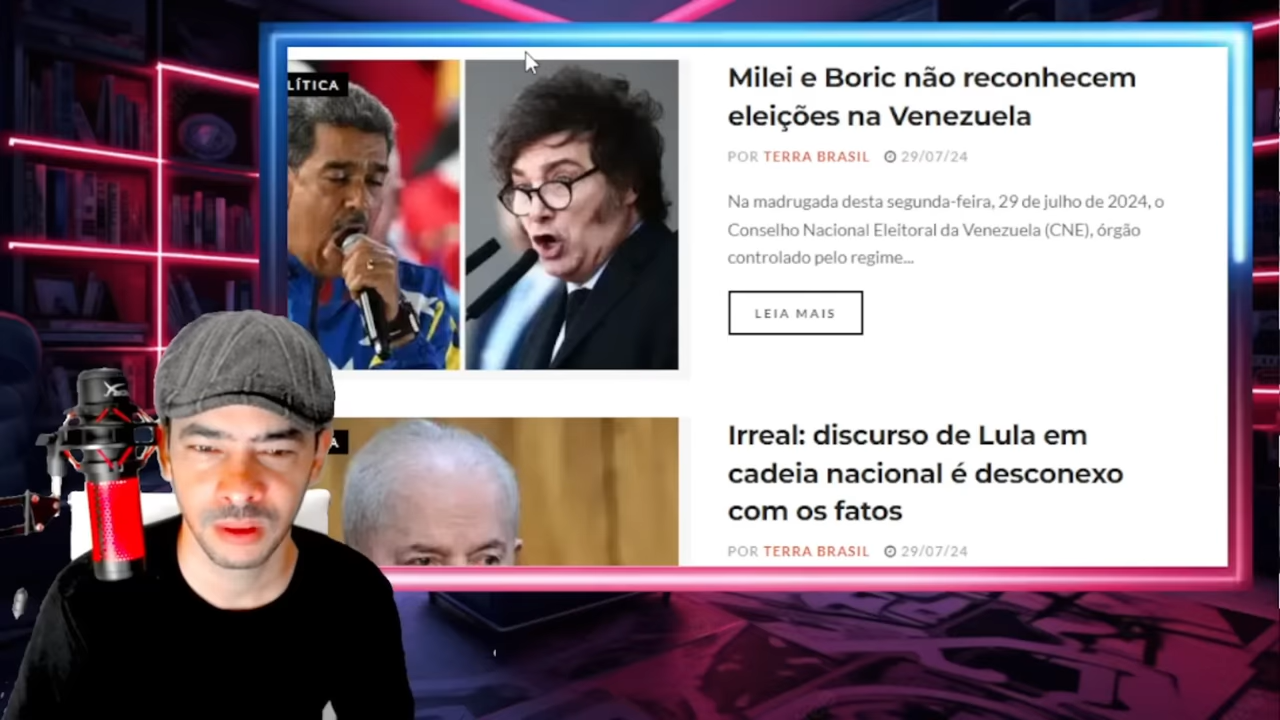 LÍTICA
Milei e Boric não reconhecem
eleições na Venezuela
POR TERRA BRASIL 29/07/24
Na madrugada desta segunda-feira, 29 de julho de 2024, o
Conselho Nacional Eleitoral da Venezuela (CNE), órgão
controlado pelo regime...
LEIA MAIS
A
Irreal: discurso de Lula em
cadeia nacional é desconexo
com os fatos
POR TERRA BRASIL 29/07/24